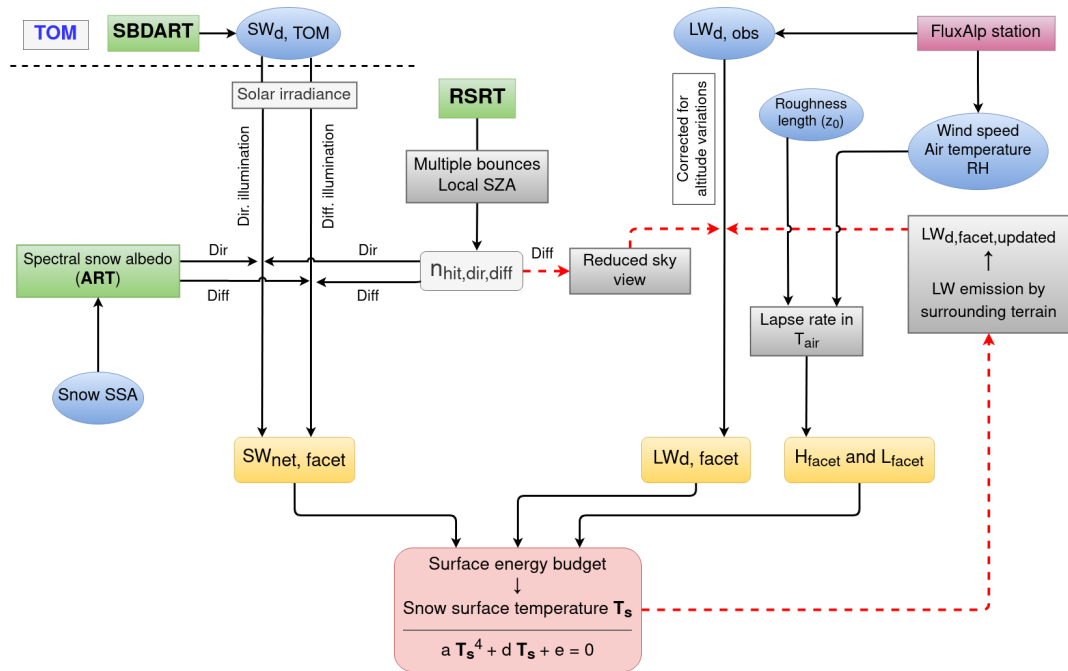 TOM
SBDART
SWd, TOM
LWd, obs
FluxAlp station
Solar irradiance
RSRT
Dir. illumination
Diff. illumination
Corrected for
altitude variations
Roughness
length (z0)
Wind speed
Air temperature
RH
Multiple bounces
Local SZA
Spectral snow albedo
(ART)
Dir
Diff
Dir
Diff
nhit,dir,diff
Diff
Reduced sky
view
LWd,facet,updated
↑
LW emission by
surrounding terrain
Lapse rate in
Tair
Snow SSA
SWnet, facet
LWd, facet
Hfacet and Lfacet
Surface energy budget
↓
Snow surface temperature Ts
a Ts⁴ + d Ts + e = 0